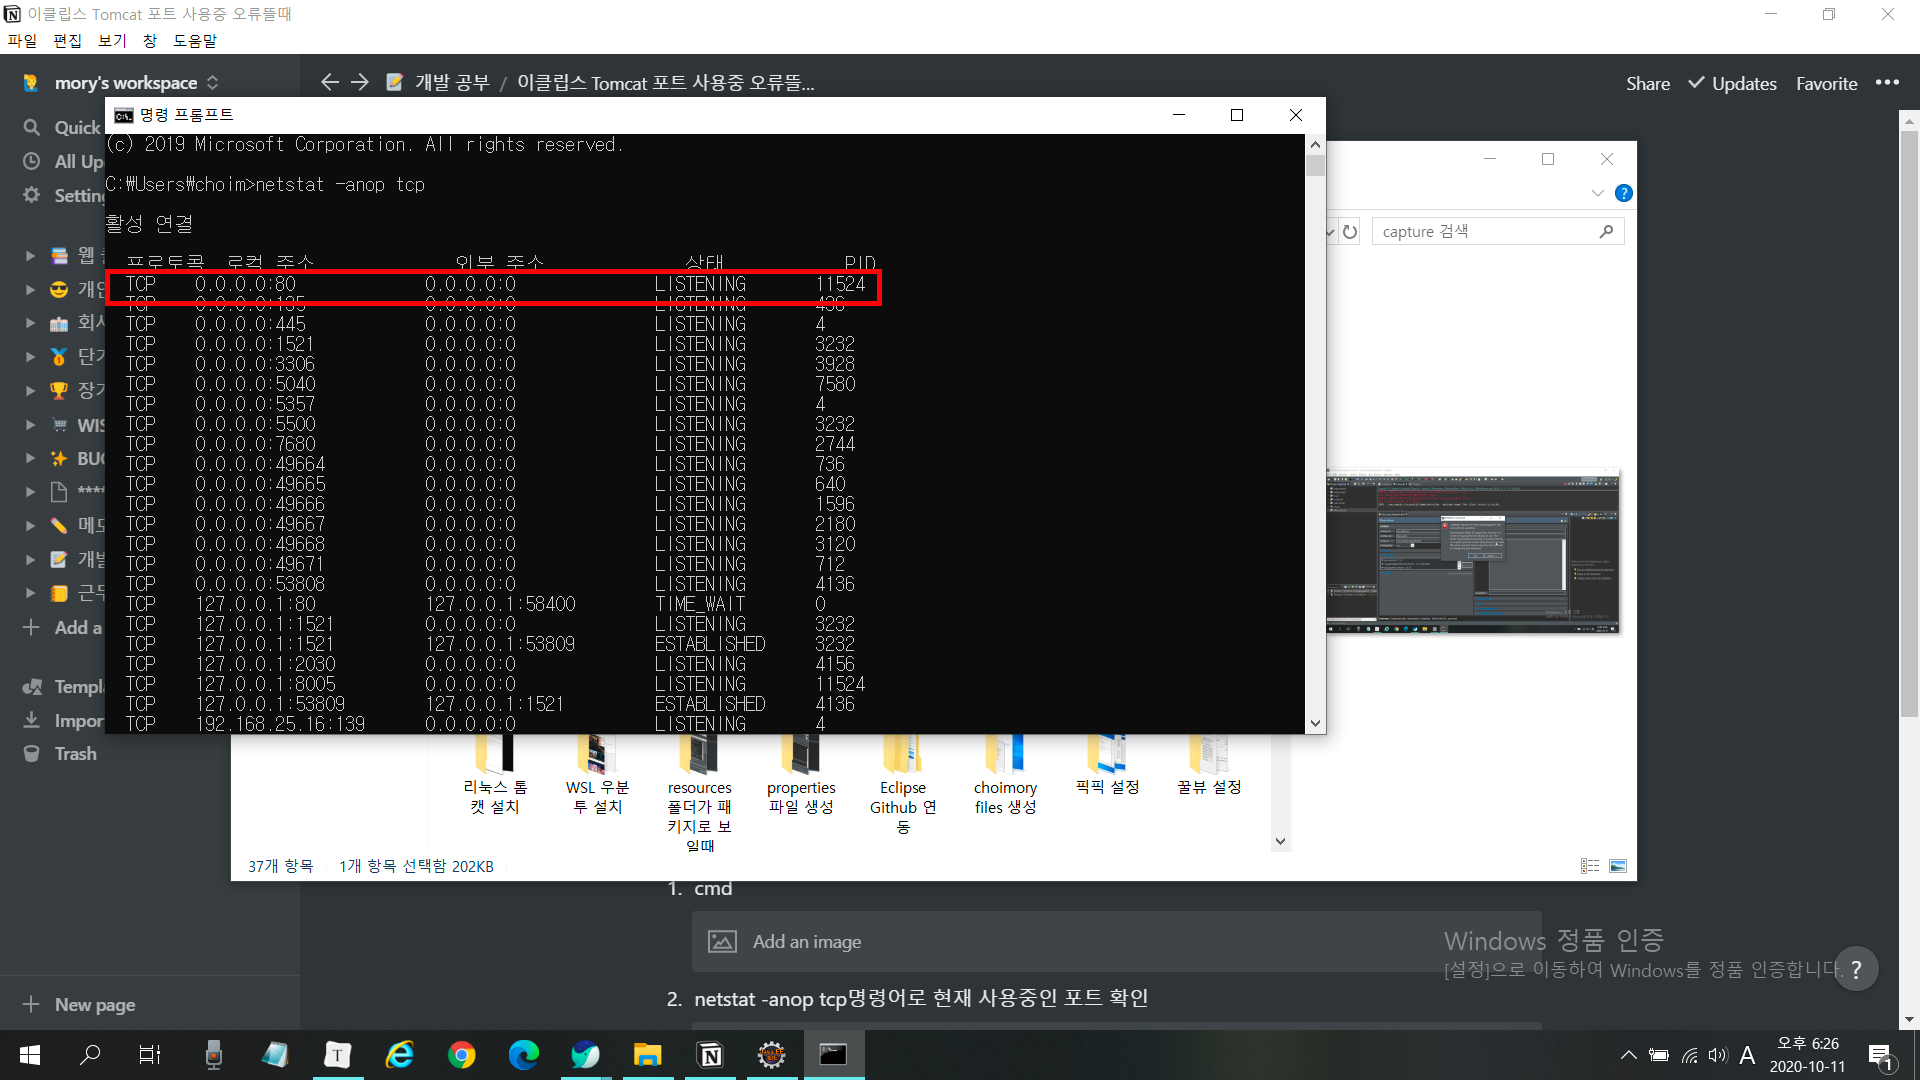 이클립스 Tomcat 포트 사용중 오류뜰때
파일 편집 보기 창 도움말
mory's workspace
개발 공부 / 이클립스 Tomcat 포트 사용중 오류뜰...
Share Updates Favorite •••
Quick
All Up
Settin
명령 프롬프트
(c) 2019 Microsoft Corporation. All rights reserved.
C:\Users\choim>netstat -anop tcp
활성 연결
프로토콜 로컬 주소 외부 주소 상태 PID
TCP 0.0.0.0:80 0.0.0.0:0 LISTENING 11524
TCP 0.0.0.0:135 0.0.0.0:0 LISTENING 436
TCP 0.0.0.0:445 0.0.0.0:0 LISTENING 4
TCP 0.0.0.0:1521 0.0.0.0:0 LISTENING 3232
TCP 0.0.0.0:3306 0.0.0.0:0 LISTENING 3928
TCP 0.0.0.0:5040 0.0.0.0:0 LISTENING 7580
TCP 0.0.0.0:5357 0.0.0.0:0 LISTENING 4
TCP 0.0.0.0:5500 0.0.0.0:0 LISTENING 3232
TCP 0.0.0.0:7680 0.0.0.0:0 LISTENING 2744
TCP 0.0.0.0:49664 0.0.0.0:0 LISTENING 736
TCP 0.0.0.0:49665 0.0.0.0:0 LISTENING 640
TCP 0.0.0.0:49666 0.0.0.0:0 LISTENING 1596
TCP 0.0.0.0:49667 0.0.0.0:0 LISTENING 2180
TCP 0.0.0.0:49668 0.0.0.0:0 LISTENING 3120
TCP 0.0.0.0:49671 0.0.0.0:0 LISTENING 712
TCP 0.0.0.0:53808 0.0.0.0:0 LISTENING 4136
TCP 127.0.0.1:80 127.0.0.1:58400 TIME_WAIT 0
TCP 127.0.0.1:1521 0.0.0.0:0 LISTENING 3232
TCP 127.0.0.1:1521 127.0.0.1:53809 ESTABLISHED 3232
TCP 127.0.0.1:2030 0.0.0.0:0 LISTENING 4156
TCP 127.0.0.1:8005 0.0.0.0:0 LISTENING 11524
TCP 127.0.0.1:53809 127.0.0.1:1521 ESTABLISHED 4136
TCP 192.168.25.16:139 0.0.0.0:0 LISTENING 4
capture 검색
웹
개인
회사
단기
장기
WIS
BUG
****
메모
개발
근무
Add a
Templ
Impor
Trash
New page
리눅스 톰
캣 설치
WSL 우분
투 설치
resources
폴더가 패
키지로 보
일때
properties
파일 생성
Eclipse
Github 연
동
choimory
files 생성
픽픽 설정
꿀뷰 설정
37개 항목 1개 항목 선택함 202KB
1. cmd
Add an image
2. netstat -anop tcp명령어로 현재 사용중인 포트 확인
Windows 정품 인증
[설정]으로 이동하여 Windows를 정품 인증합니다.
?
A
오후 6:26
2020-10-11
1